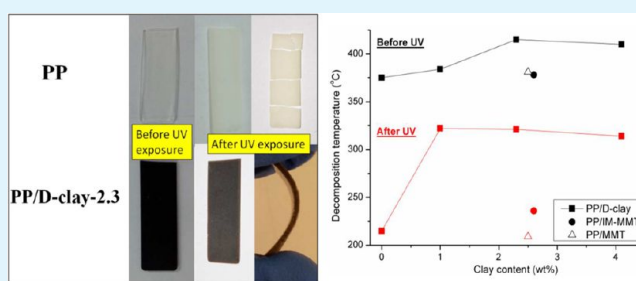 PP
Before UV
exposure
After UV exposure
PP/D-clay-2.3
Before UV
After UV
PP/D-clay
PP/IM-MMT
PP/MMT
Decomposition temperature (°C)
400
350
300
250
200
0
1
2
3
4
Clay content (wt%)